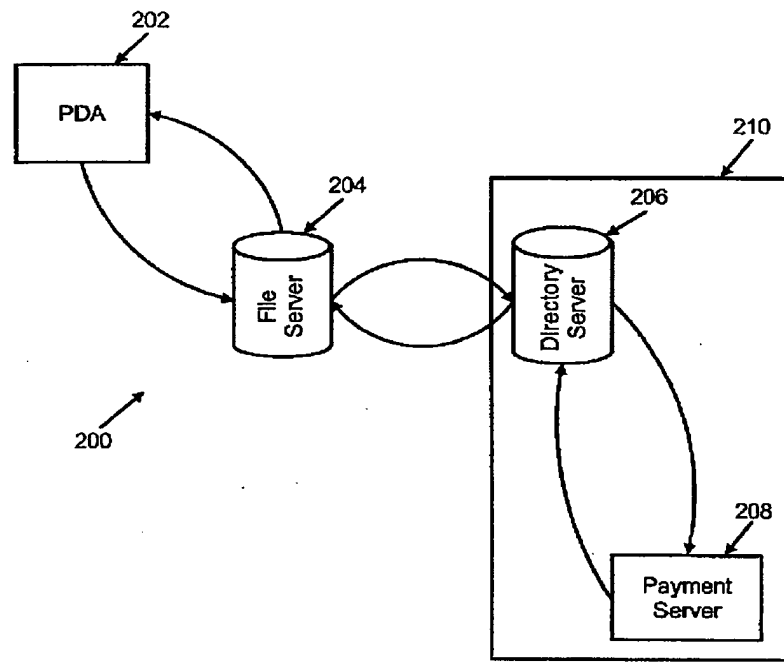 202
PDA
210
204
206
File
Server
Directory
Server
200
208
Payment
Server